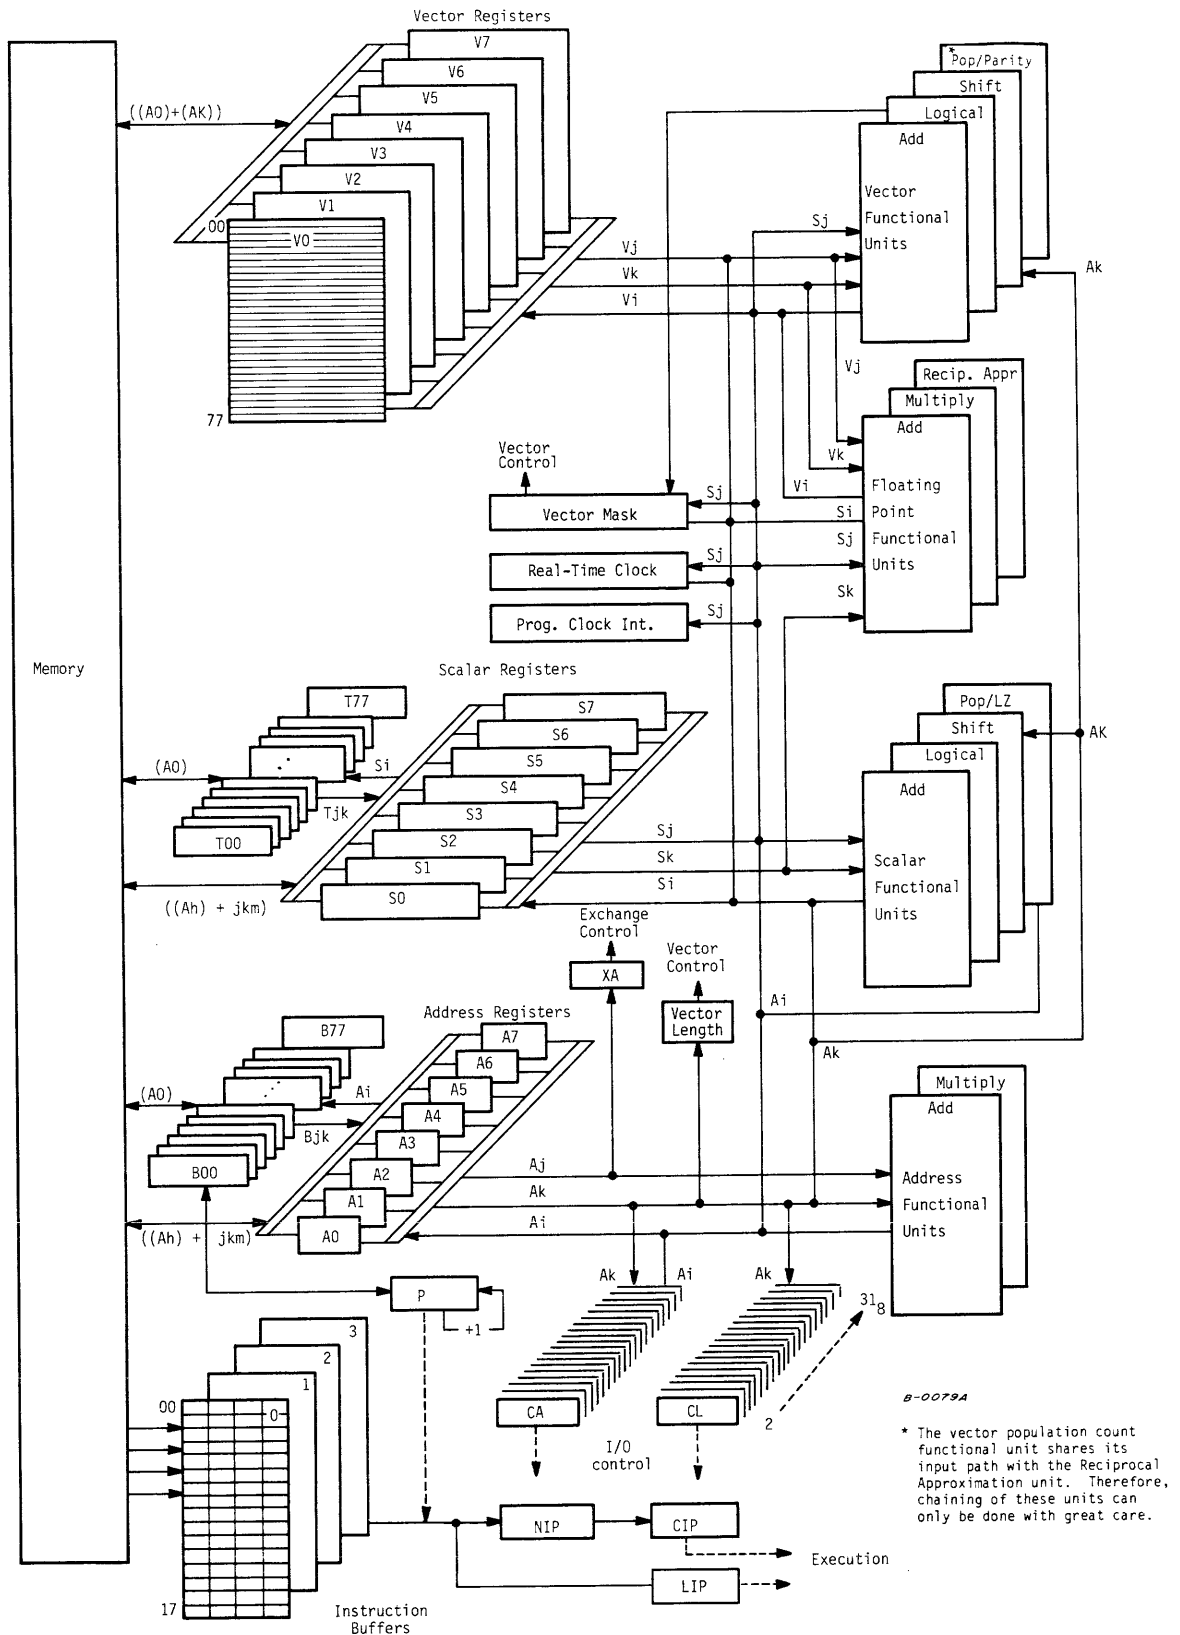 Vector Registers
V7
V6
V5
V4
V3
V2
V1
00
V0
77
((A0)+(AK))
* Pop/Parity
Shift
Logical
Add
Vector
Functional
Units
Sj
Vj
Vk
Vi
Ak
Vj
Recip. Appr
Multiply
Add
Vk
Vi
Floating
Point
Functional
Units
Si
Sj
Sk
Vector
Control
Vector Mask
Sj
Real-Time Clock
Sj
Prog. Clock Int.
Sj
Memory
Scalar Registers
T77
S7
S6
S5
S4
S3
S2
S1
S0
(A0)
Si
Tjk
T00
((Ah) + jkm)
Sj
Sk
Si
Pop/LZ
Shift
Logical
Add
AK
Scalar
Functional
Units
Exchange
Control
XA
Vector
Control
Vector
Length
Ai
Ak
Address Registers
B77
A7
A6
A5
A4
A3
A2
A1
A0
(A0)
Ai
Bjk
B00
((Ah) + jkm)
Aj
Ak
Ai
Multiply
Add
Address
Functional
Units
P
+1
Ak
Ai
Ak
31₈
CA
CL
2
I/O
control
3
2
1
0
00
17
Instruction
Buffers
NIP
CIP
LIP
Execution
B-0079A
* The vector population count
functional unit shares its
input path with the Reciprocal
Approximation unit. Therefore,
chaining of these units can
only be done with great care.